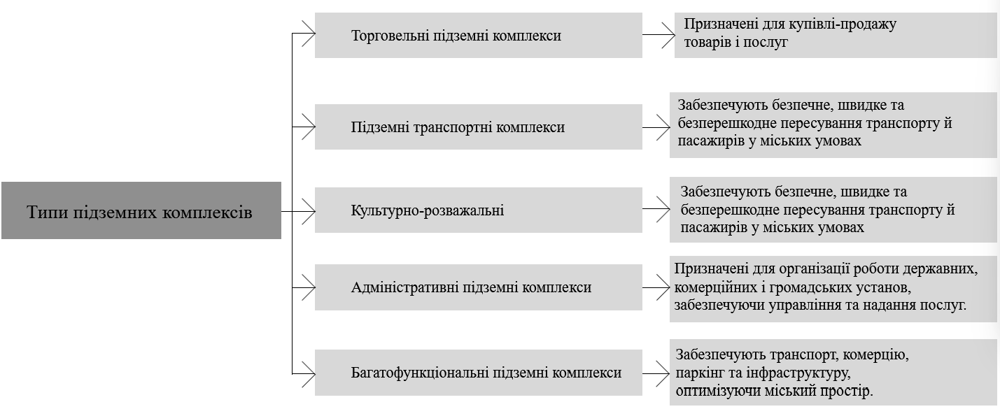 Типи підземних комплексів
Торговельні підземні комплекси
Призначені для купівлі-продажу
товарів і послуг
Підземні транспортні комплекси
Забезпечують безпечне, швидке та
безперешкодне пересування транспорту й
пасажирів у міських умовах
Культурно-розважальні
Забезпечують безпечне, швидке та
безперешкодне пересування транспорту й
пасажирів у міських умовах
Адміністративні підземні комплекси
Призначені для організації роботи державних,
комерційних і громадських установ,
забезпечуючи управління та надання послуг.
Багатофункціональні підземні комплекси
Забезпечують транспорт, комерцію,
паркінг та інфраструктуру,
оптимізуючи міський простір.